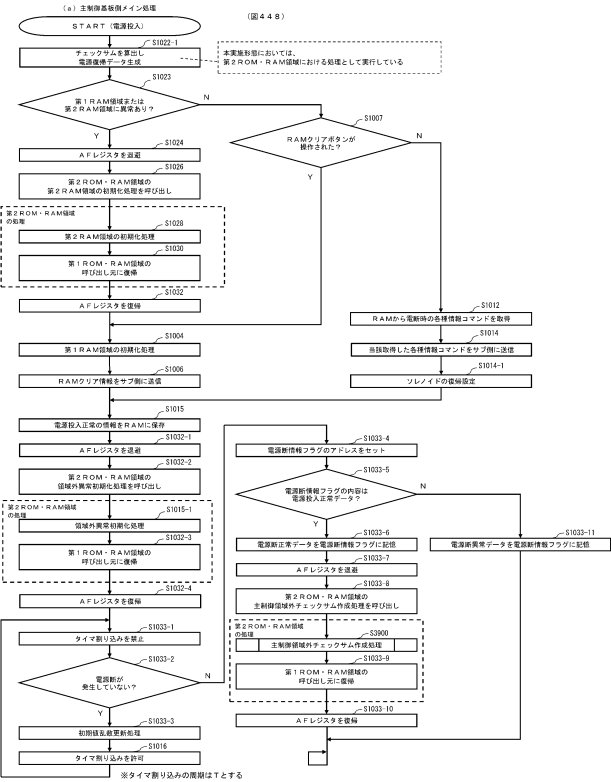 (a) 主制御基板側メイン処理
(図448)
START(電源投入)
S1022-1
チェックサムを算出し
電源復帰データ生成
本実施形態においては、
第2ROM・RAM領域における処理として実行している
S1023
第1RAM領域または
第2RAM領域に異常あり?
N
Y
S1007
RAMクリアボタンが
操作された?
N
Y
S1024
AFレジスタを退避
S1026
第2ROM・RAM領域の
第2RAM領域の初期化処理を呼び出し
第2ROM・RAM領域
の処理
S1028
第2RAM領域の初期化処理
S1030
第1ROM・RAM領域の
呼び出し元に復帰
S1032
AFレジスタを復帰
S1004
第1RAM領域の初期化処理
S1006
RAMクリア情報をサブ側に送信
S1012
RAMから電断時の各種情報コマンドを取得
S1014
当該取得した各種情報コマンドをサブ側に送信
S1014-1
ソレノイドの復帰設定
S1015
電源投入正常の情報をRAMに保存
S1032-1
AFレジスタを退避
S1032-2
第2ROM・RAM領域の
領域外異常初期化処理を呼び出し
第2ROM・RAM領域
の処理
S1015-1
領域外異常初期化処理
S1032-3
第1ROM・RAM領域の
呼び出し元に復帰
S1032-4
AFレジスタを復帰
S1033-1
タイマ割り込みを禁止
S1033-2
電源断が
発生していない?
N
Y
S1033-3
初期値乱数更新処理
S1016
タイマ割り込みを許可
※タイマ割り込みの周期はTとする
S1033-4
電源断情報フラグのアドレスをセット
S1033-5
電源断情報フラグの内容は
電源投入正常データ?
N
Y
S1033-6
電源断正常データを電源断情報フラグに記憶
S1033-11
電源断異常データを電源断情報フラグに記憶
S1033-7
AFレジスタを退避
S1033-8
第2ROM・RAM領域の
主制御領域外チェックサム作成処理を呼び出し
第2ROM・RAM領域
の処理
S3900
主制御領域外チェックサム作成処理
S1033-9
第1ROM・RAM領域の
呼び出し元に復帰
S1033-10
AFレジスタを復帰